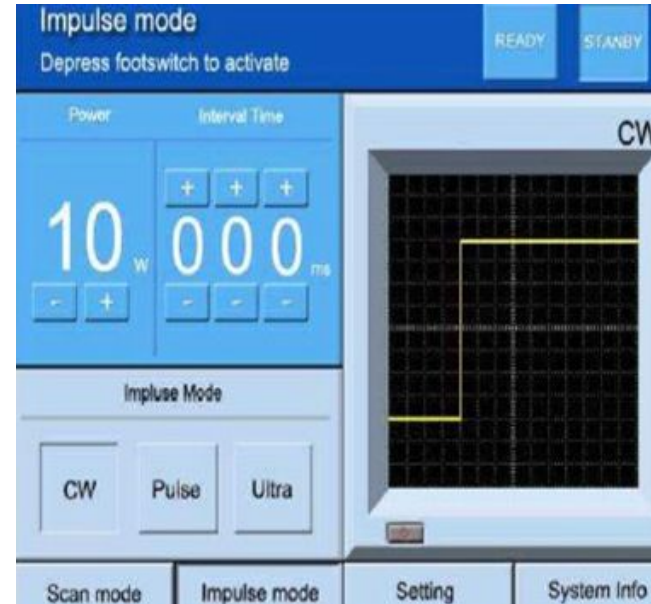 Impulse mode
READY
STANBY
Depress footswitch to activate
Power
Interval Time
CW
+ + +
10 w
0 0 0 ms
- +
- - -
Impluse Mode
CW
Pulse
Ultra
Scan mode
Impulse mode
Setting
System Info